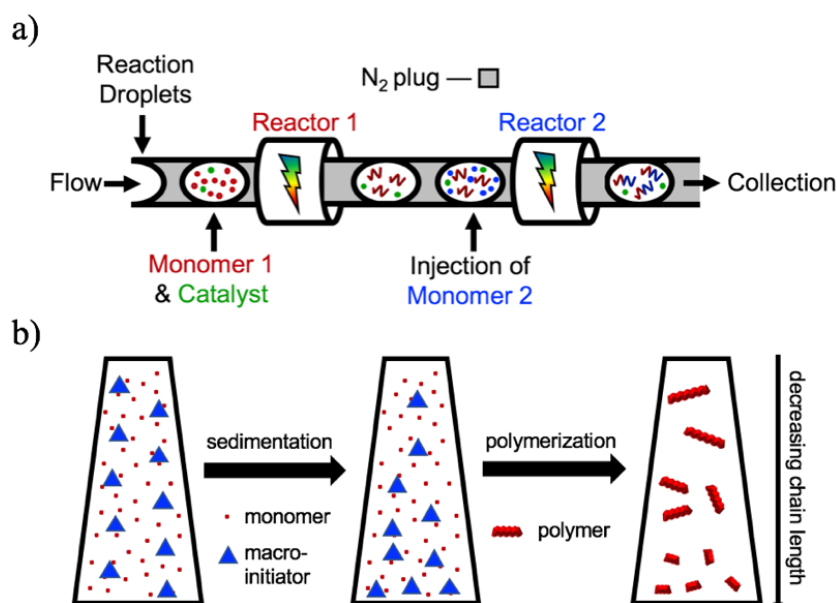 a)
Reaction
Droplets
N₂ plug —
Reactor 1
Reactor 2
Flow
Collection
Monomer 1
& Catalyst
Injection of
Monomer 2
b)
sedimentation
monomer
macro-
initiator
polymerization
polymer
decreasing chain length